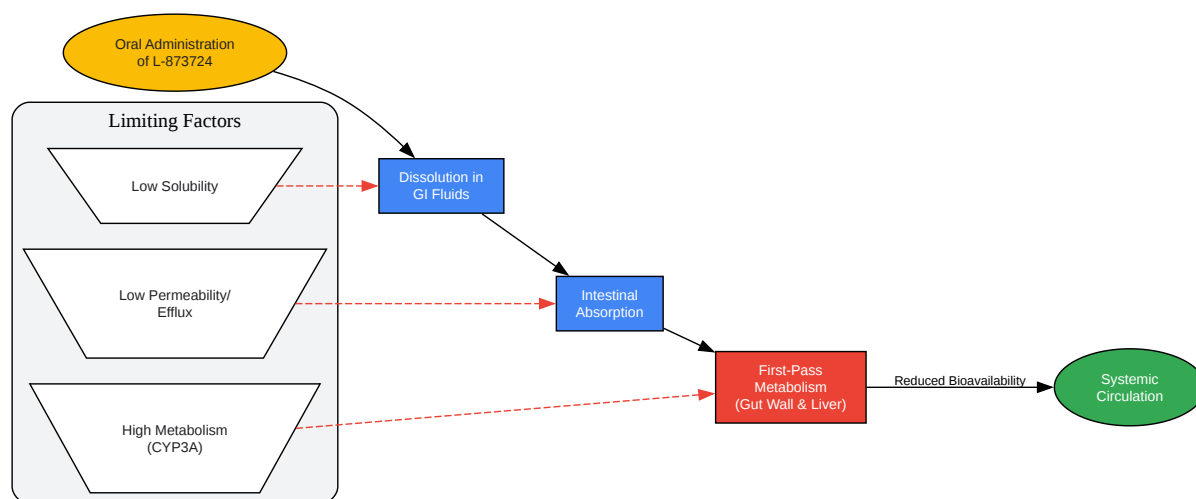 Oral Administration
of L-873724
Limiting Factors
Low Solubility
Dissolution in
GI Fluids
Low Permeability/
Efflux
Intestinal
Absorption
First-Pass
Metabolism
(Gut Wall & Liver)
Reduced Bioavailability
Systemic
Circulation
High Metabolism
(CYP3A)